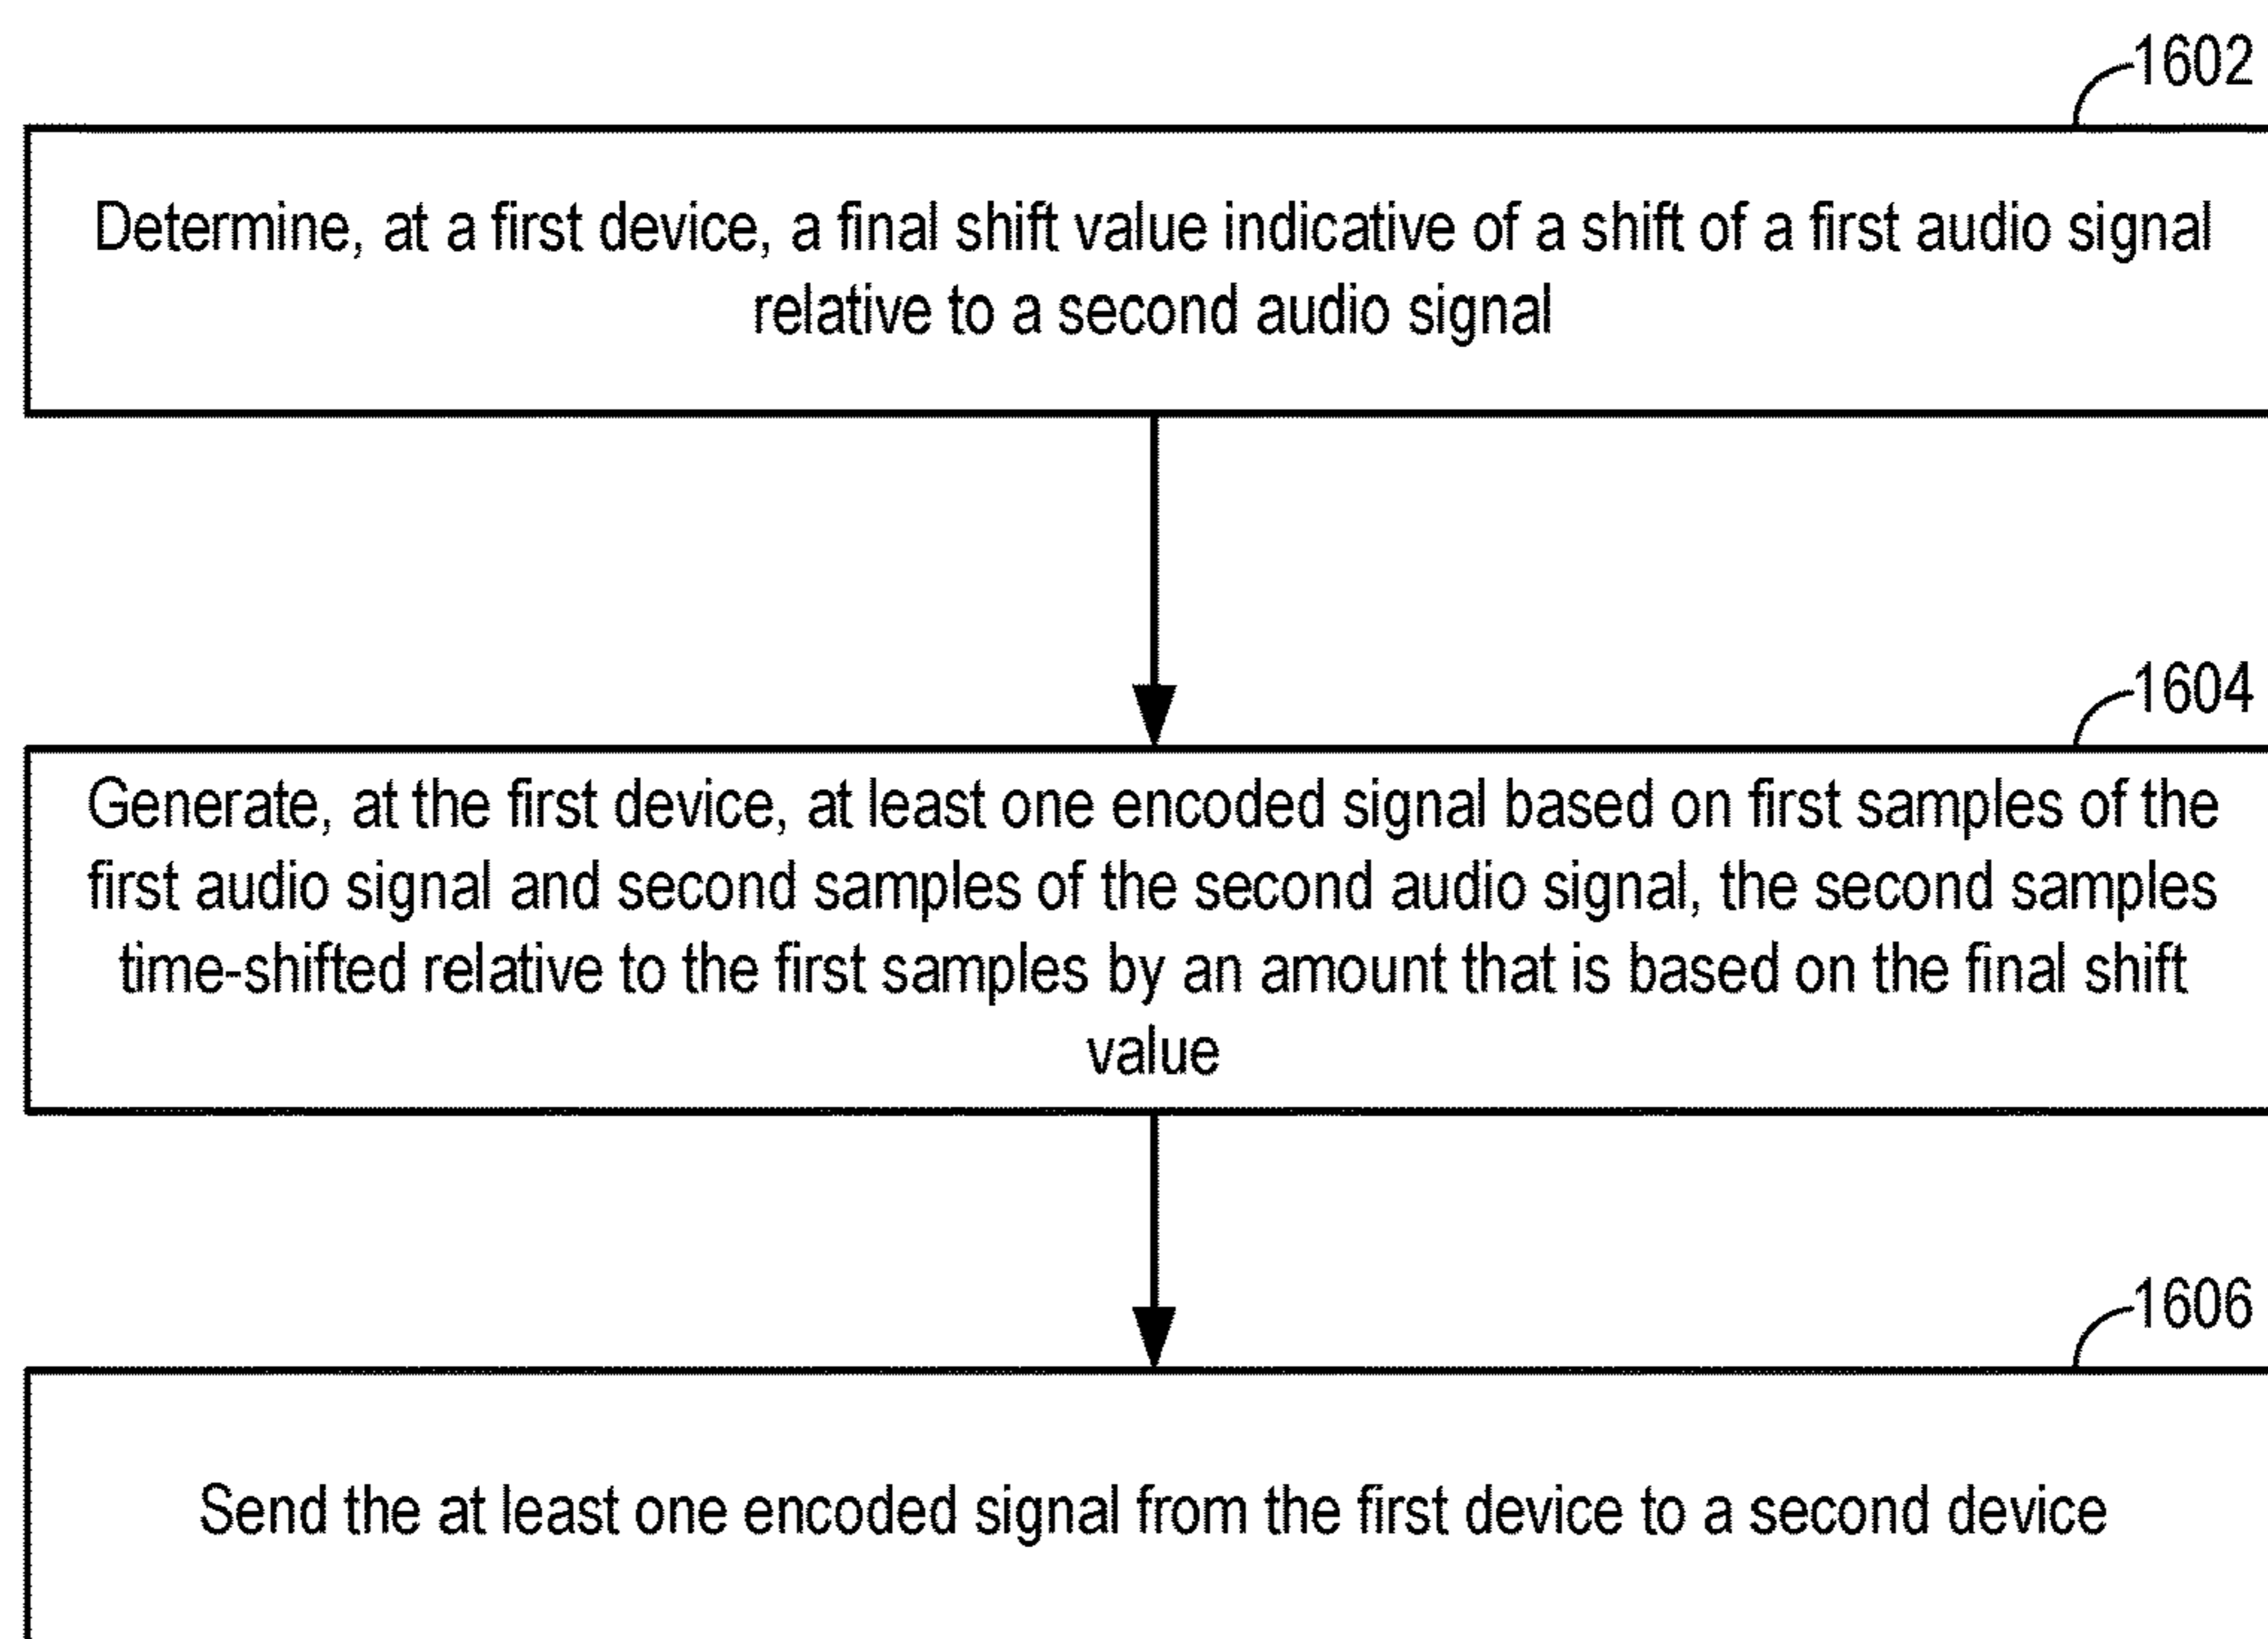 1602
Determine, at a first device, a final shift value indicative of a shift of a first audio signal
relative to a second audio signal
1604
Generate, at the first device, at least one encoded signal based on first samples of the
first audio signal and second samples of the second audio signal, the second samples
time-shifted relative to the first samples by an amount that is based on the final shift
value
1606
Send the at least one encoded signal from the first device to a second device